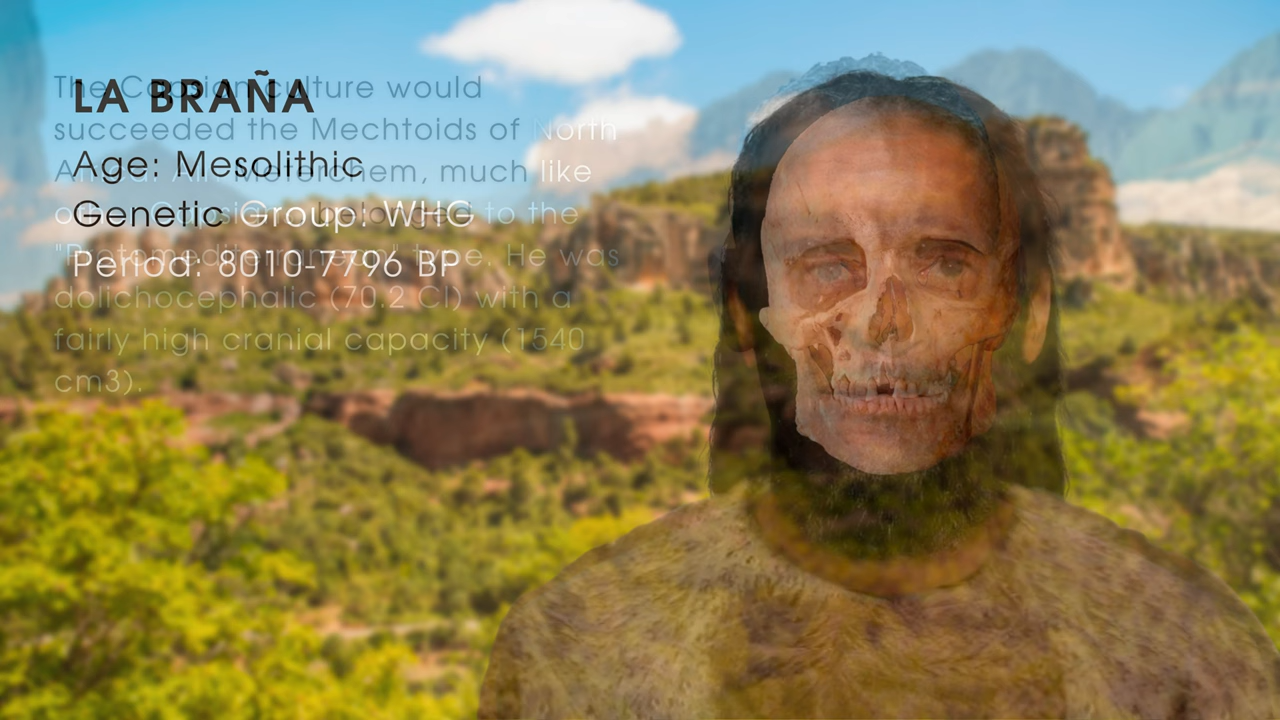 LA BRAÑA
Age: Mesolithic
Genetic Group: WHG
Period: 8010-7796 BP
The Capsian culture would
succeeded the Mechtoids of North
much like
to the
He was
dolichocephalic (70.2 CI) with a
fairly high cranial capacity (1540
cm3).